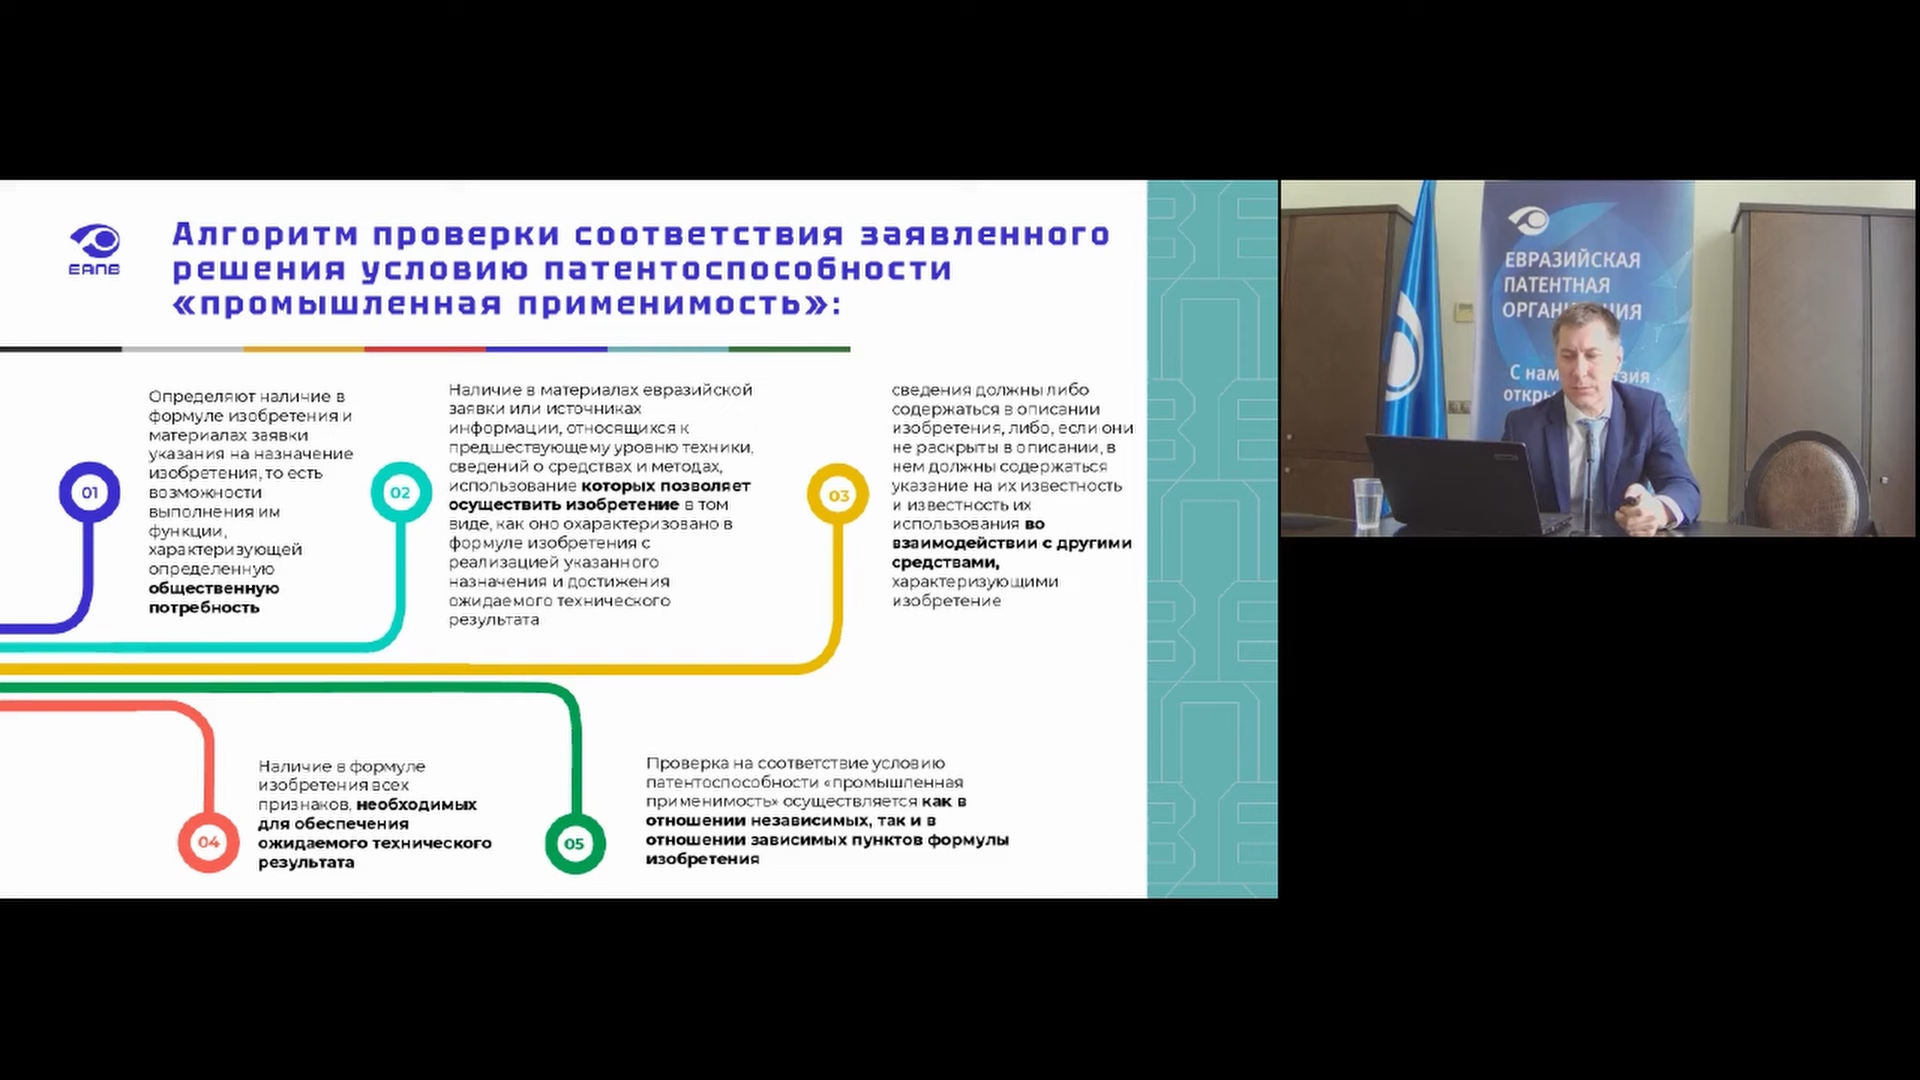 ЕАПВ
Алгоритм проверки соответствия заявленного
решения условию патентоспособности
«промышленная применимость»:
01
Определяют наличие в
формуле изобретения и
материалах заявки
указания на назначение
изобретения, то есть
возможности
выполнения им
функции,
характеризующей
определенную
общественную
потребность
02
Наличие в материалах евразийской
заявки или источниках
информации, относящихся к
предшествующему уровню техники,
сведений о средствах и методах,
использование которых позволяет
осуществить изобретение в том
виде, как оно охарактеризовано в
формуле изобретения с
реализацией указанного
назначения и достижения
ожидаемого технического
результата
03
сведения должны либо
содержаться в описании
изобретения, либо, если они
не раскрыты в описании, в
нем должны содержаться
указание на их известность
и известность их
использования во
взаимодействии с другими
средствами,
характеризующими
изобретение
04
Наличие в формуле
изобретения всех
признаков, необходимых
для обеспечения
ожидаемого технического
результата
05
Проверка на соответствие условию
патентоспособности «промышленная
применимость» осуществляется как в
отношении независимых, так и в
отношении зависимых пунктов формулы
изобретения
ЕВРАЗИЙСКАЯ
ПАТЕНТНАЯ
С нам